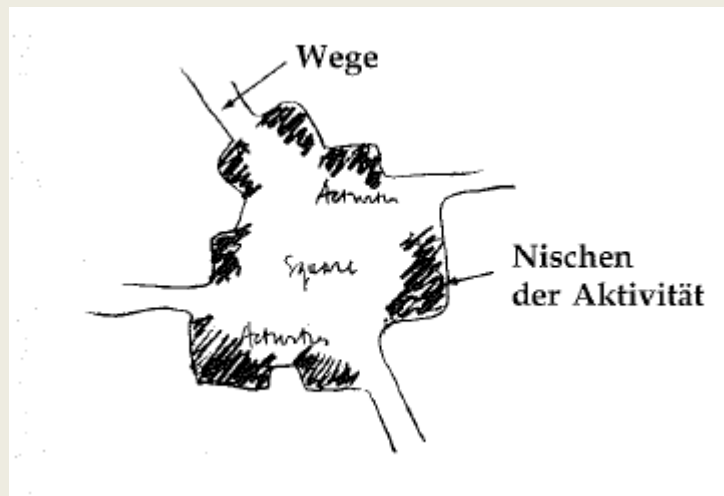 Wege
Activities
Square
Nischen
der Aktivität
Activities